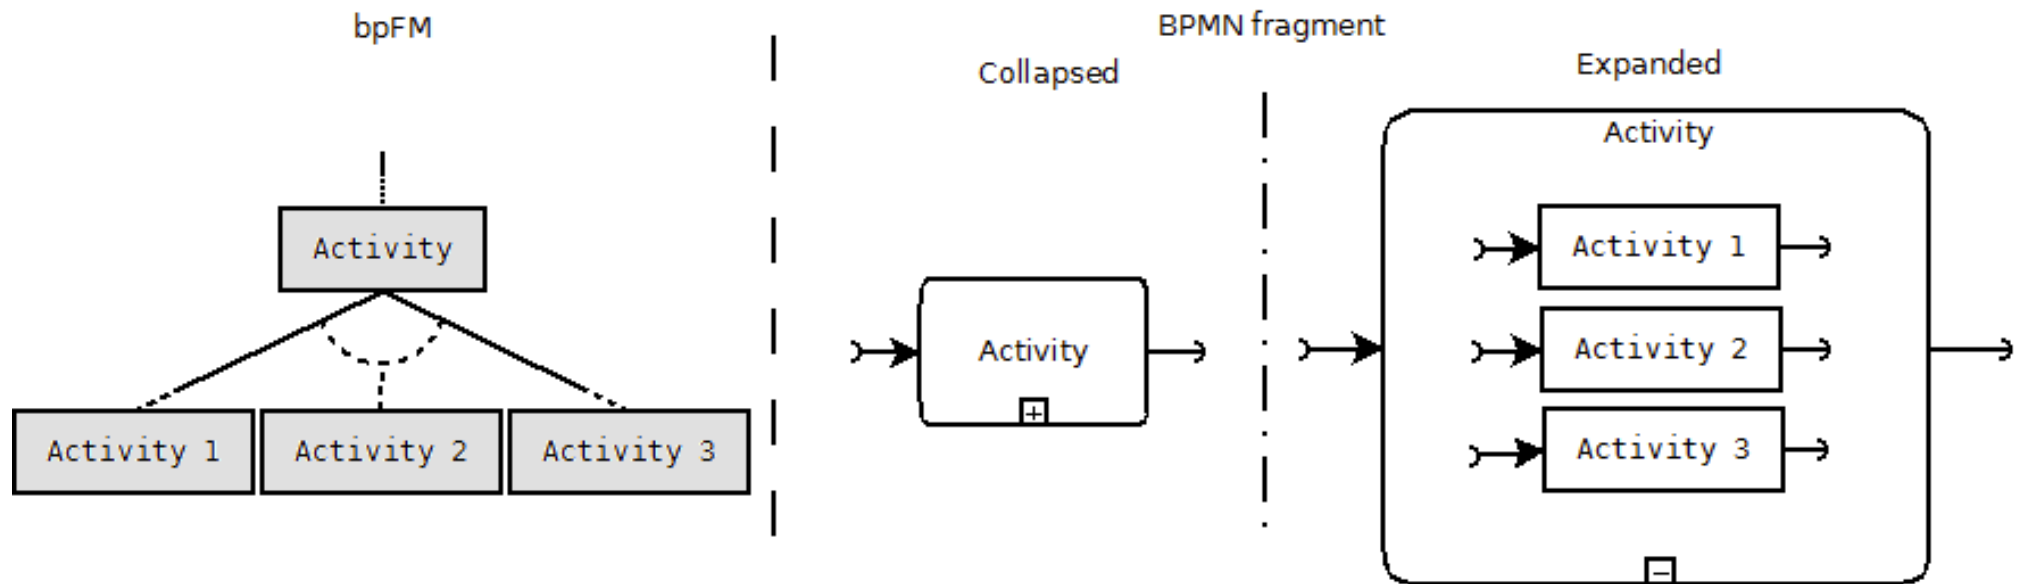 bpFM
Activity
Activity 1
Activity 2
Activity 3
BPMN fragment
Collapsed
Activity
+
Expanded
Activity
Activity 1
Activity 2
Activity 3
−